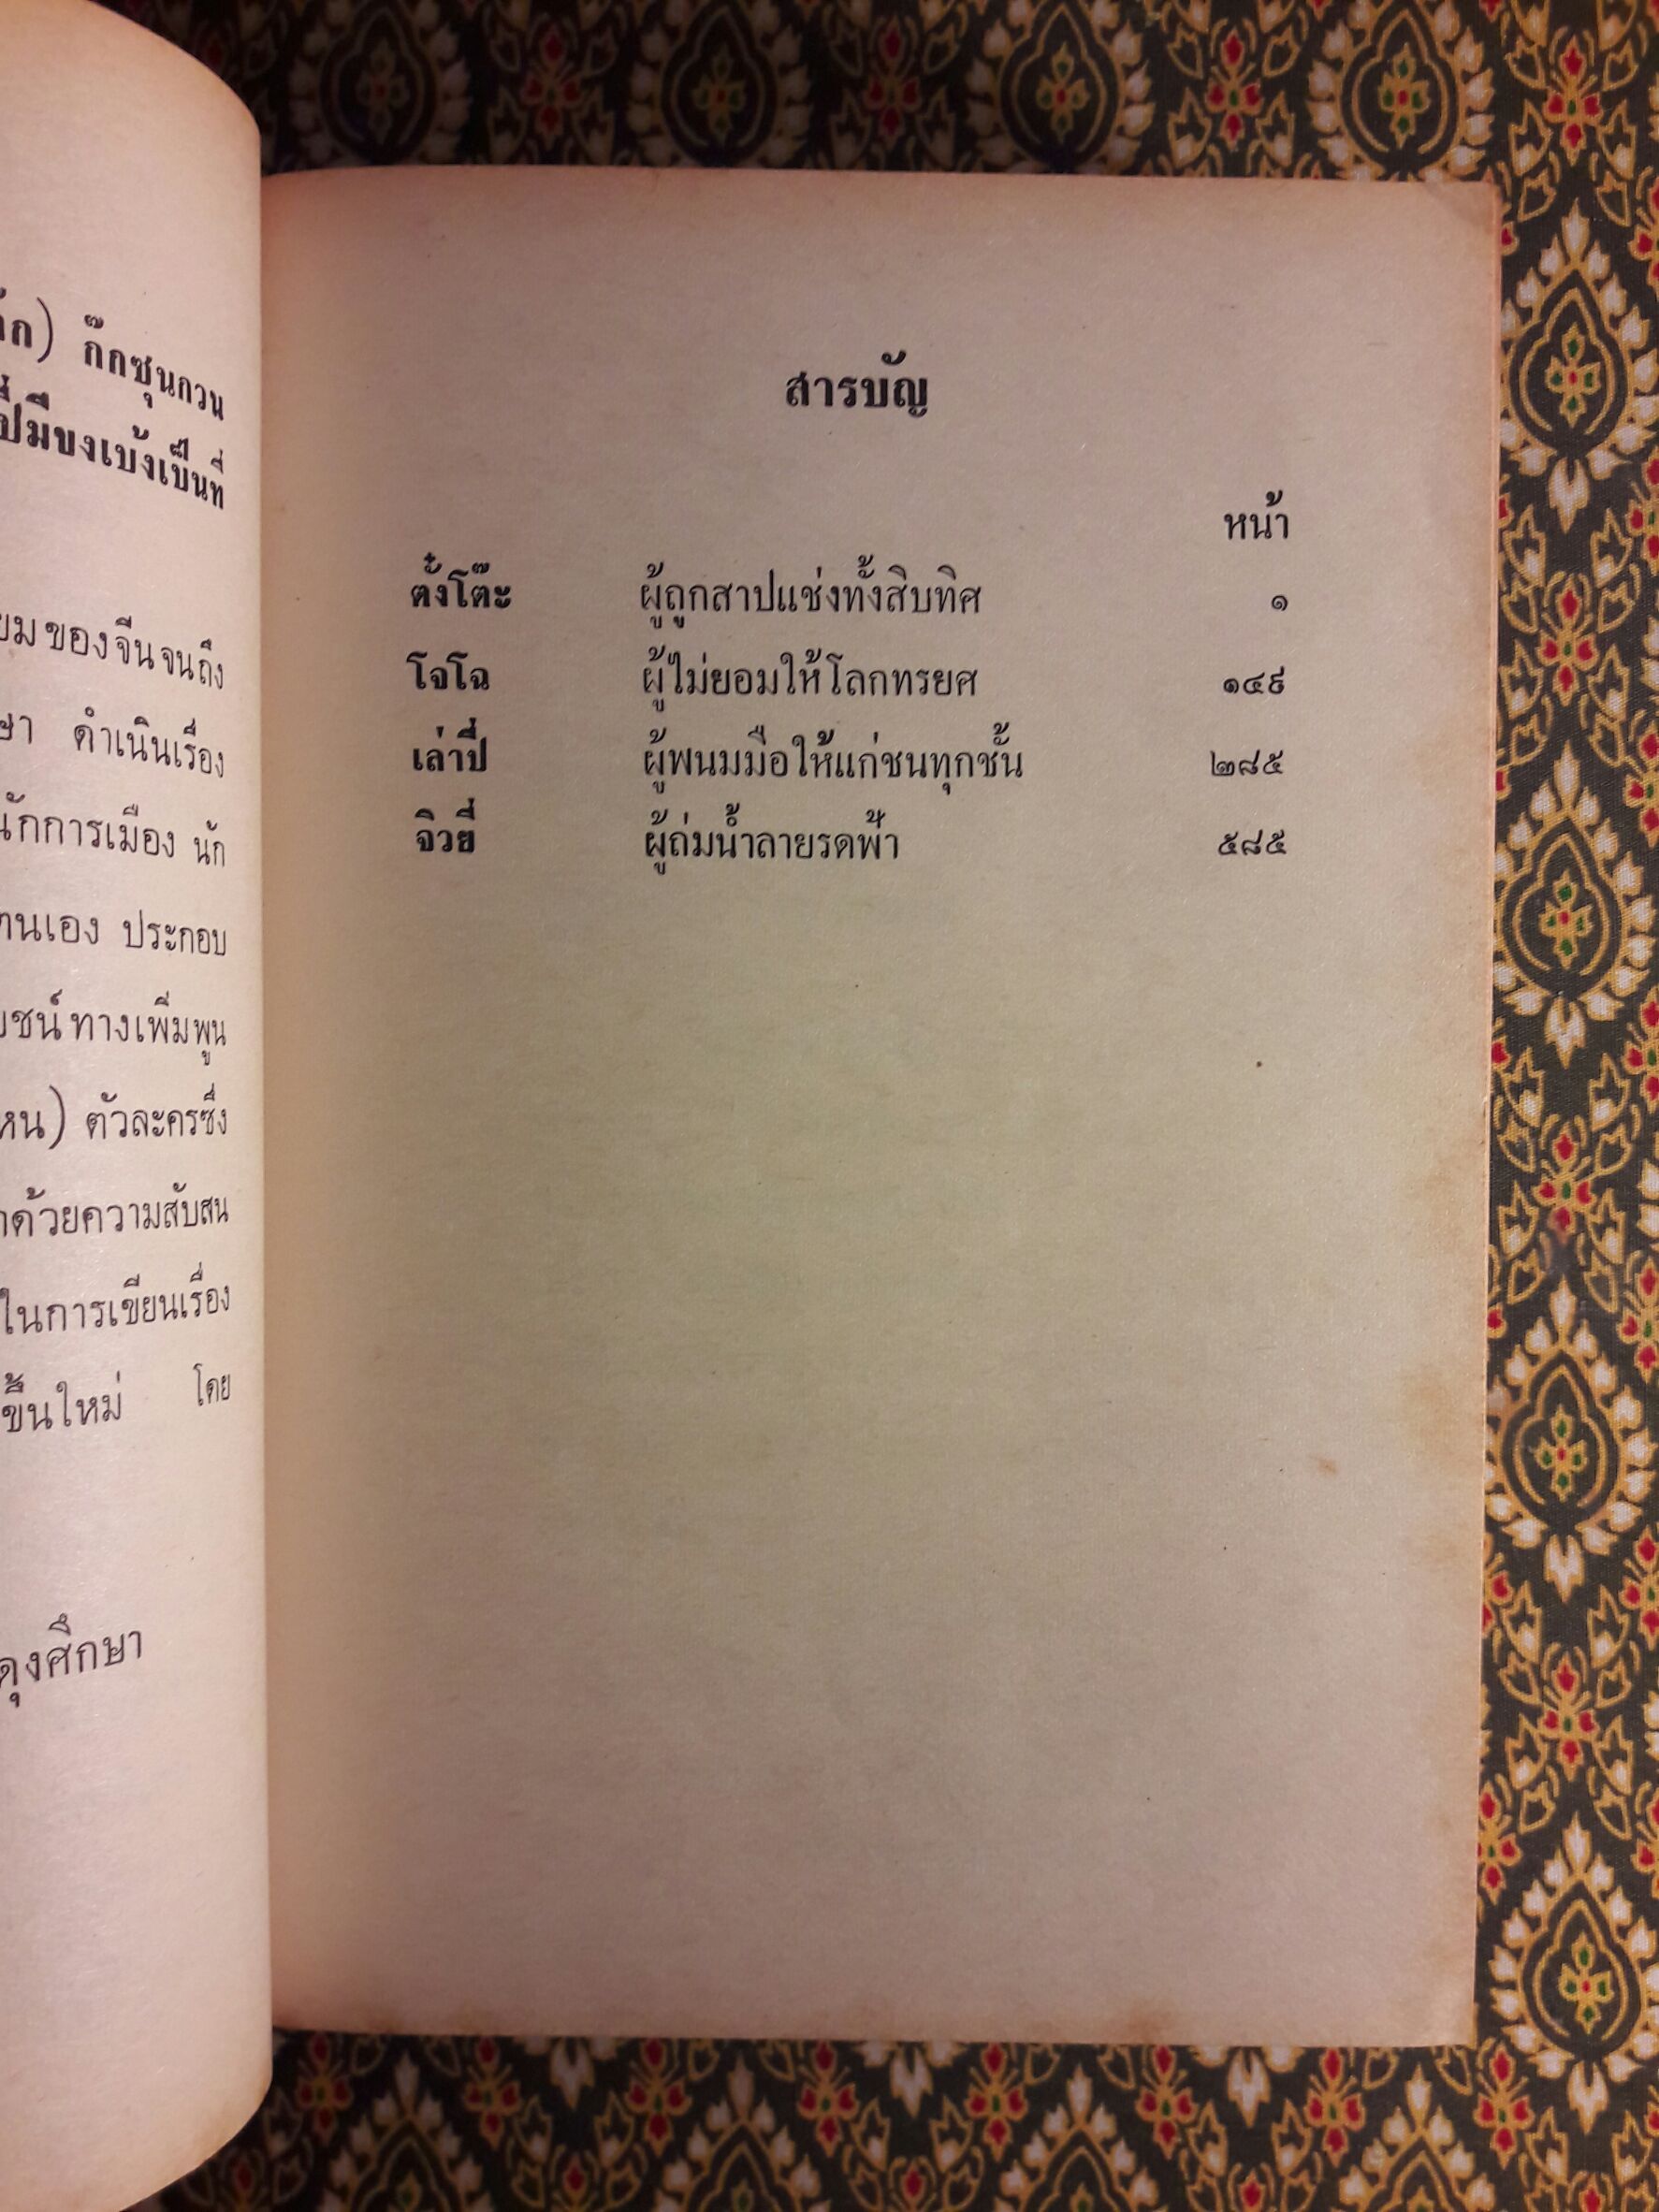 ก๊กซุนกวน
ปี่มีขงเบ้งเป็นที่
ของจีนจนถึง
ดำเนินเรื่อง
นักการเมือง นัก
ประกอบ
ทางเพิ่มพูน
ตัวละครซึ่ง
ด้วยความสับสน
ในการเขียนเรื่อง
ขึ้นใหม่ โดย
สารบัญ
หน้า
ตั๋งโต๊ะ ผู้ถูกสาปแช่งทั้งสิบทิศ ๑
โจโฉ ผู้ไม่ยอมให้โลกทรยศ ๑๔๙
เล่าปี่ ผู้พนมมือให้แก่ชนทุกชั้น ๒๘๕
จิวยี่ ผู้ถ่มน้ำลายรดฟ้า ๕๘๕